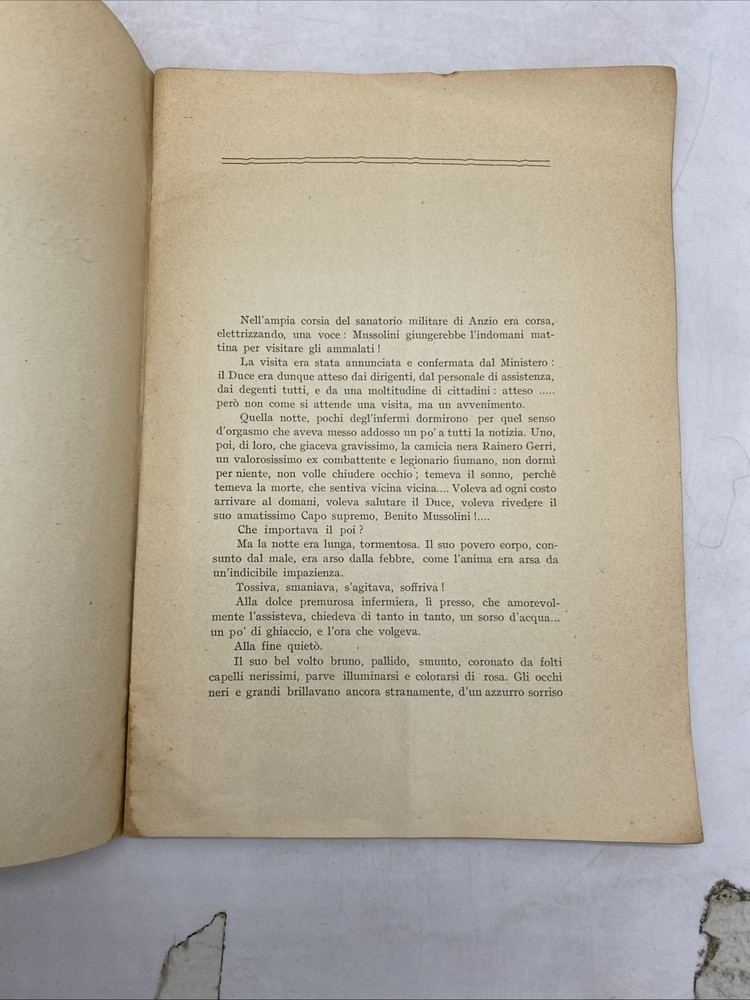 Nell'ampia corsia del sanatorio militare di Anzio era corsa,
elettrizzando, una voce : Mussolini giungerebbe l'indomani mat-
tina per visitare gli ammalati !
La visita era stata annunciata e confermata dal Ministero :
il Duce era dunque atteso dai dirigenti, dal personale di assistenza,
dai degenti tutti, e da una moltitudine di cittadini : atteso .....
però non come si attende una visita, ma un avvenimento.
Quella notte, pochi degl'infermi dormirono per quel senso
d'orgasmo che aveva messo addosso un po' a tutti la notizia. Uno,
poi, di loro, che giaceva gravissimo, la camicia nera Rainero Gerri,
un valorosissimo ex combattente e legionario fiumano, non dormì
per niente, non volle chiudere occhio ; temeva il sonno, perchè
temeva la morte, che sentiva vicina vicina.... Voleva ad ogni costo
arrivare al domani, voleva salutare il Duce, voleva rivedere il
suo amatissimo Capo supremo, Benito Mussolini !....
Che importava il poi ?
Ma la notte era lunga, tormentosa. Il suo povero corpo, con-
sunto dal male, era arso dalla febbre, come l'anima era arsa da
un'indicibile impazienza.
Tossiva, smaniava, s'agitava, soffriva !
Alla dolce premurosa infermiera, lì presso, che amorevol-
mente l'assisteva, chiedeva di tanto in tanto, un sorso d'acqua...
un po' di ghiaccio, e l'ora che volgeva.
Alla fine quietò.
Il suo bel volto bruno, pallido, smunto, coronato da folti
capelli nerissimi, parve illuminarsi e colorarsi di rosa. Gli occhi
neri e grandi brillavano ancora stranamente, d'un azzurro sorriso